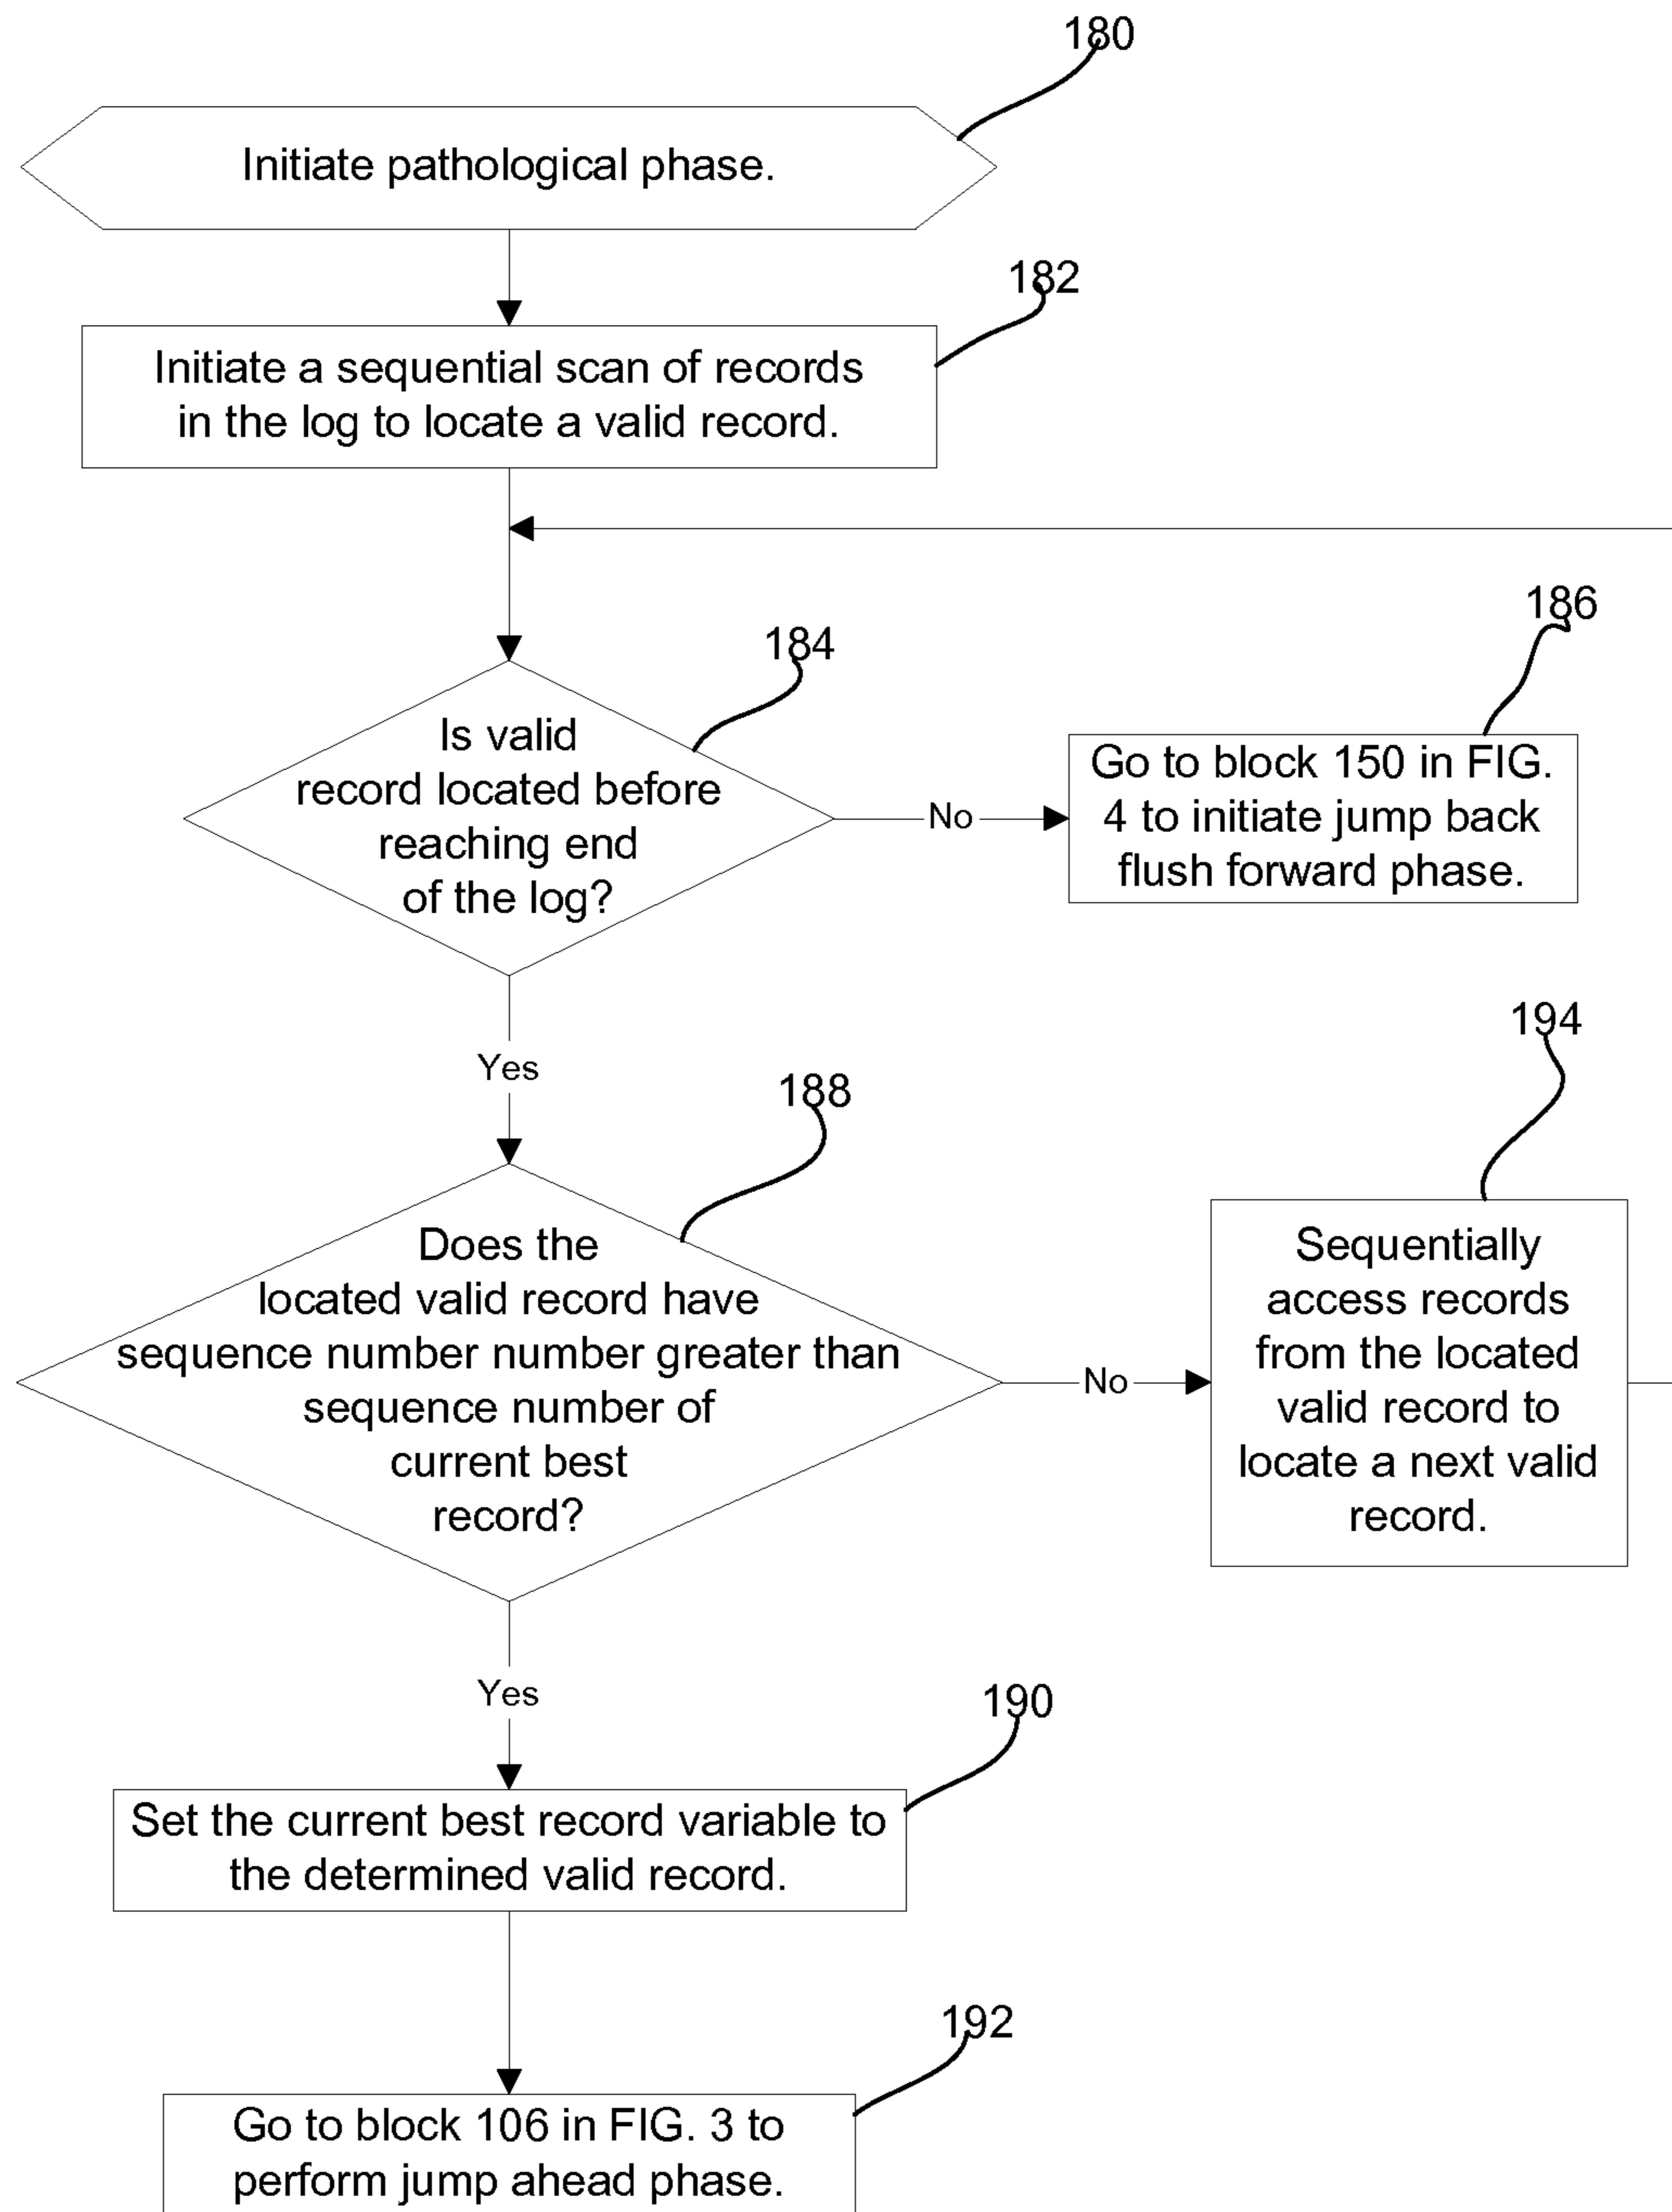 180
Initiate pathological phase.
182
Initiate a sequential scan of records
in the log to locate a valid record.
184
Is valid
record located before
reaching end
of the log?
No
186
Go to block 150 in FIG.
4 to initiate jump back
flush forward phase.
Yes
188
Does the
located valid record have
sequence number number greater than
sequence number of
current best
record?
No
194
Sequentially
access records
from the located
valid record to
locate a next valid
record.
Yes
190
Set the current best record variable to
the determined valid record.
192
Go to block 106 in FIG. 3 to
perform jump ahead phase.